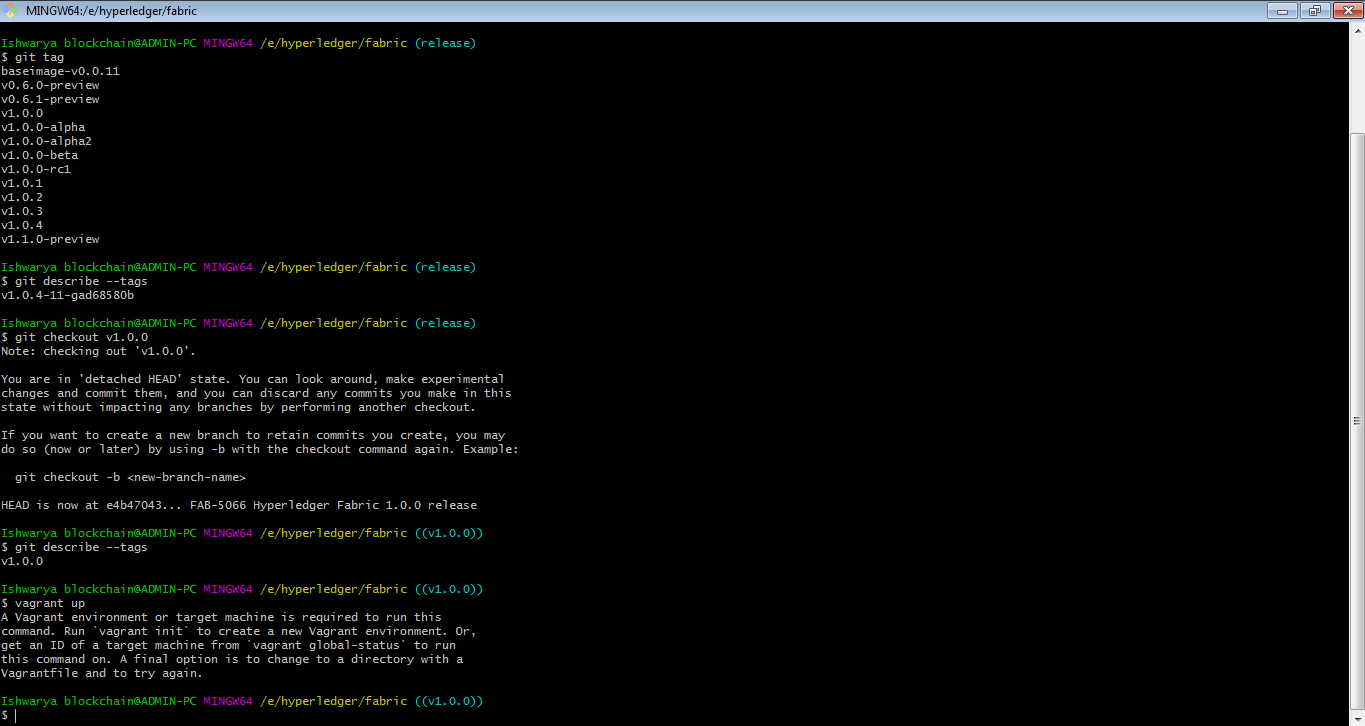 MINGW64:/e/hyperledger/fabric
Ishwarya blockchain@ADMIN-PC MINGW64 /e/hyperledger/fabric (release)
$ git tag
baseimage-v0.0.11
v0.6.0-preview
v0.6.1-preview
v1.0.0
v1.0.0-alpha
v1.0.0-alpha2
v1.0.0-beta
v1.0.0-rc1
v1.0.1
v1.0.2
v1.0.3
v1.0.4
v1.1.0-preview
Ishwarya blockchain@ADMIN-PC MINGW64 /e/hyperledger/fabric (release)
$ git describe --tags
v1.0.4-11-gad68580b
Ishwarya blockchain@ADMIN-PC MINGW64 /e/hyperledger/fabric (release)
$ git checkout v1.0.0
Note: checking out 'v1.0.0'.
You are in 'detached HEAD' state. You can look around, make experimental
changes and commit them, and you can discard any commits you make in this
state without impacting any branches by performing another checkout.
If you want to create a new branch to retain commits you create, you may
do so (now or later) by using -b with the checkout command again. Example:
git checkout -b <new-branch-name>
HEAD is now at e4b47043... FAB-5066 Hyperledger Fabric 1.0.0 release
Ishwarya blockchain@ADMIN-PC MINGW64 /e/hyperledger/fabric ((v1.0.0))
$ git describe --tags
v1.0.0
Ishwarya blockchain@ADMIN-PC MINGW64 /e/hyperledger/fabric ((v1.0.0))
$ vagrant up
A Vagrant environment or target machine is required to run this
command. Run `vagrant init` to create a new Vagrant environment. Or,
get an ID of a target machine from `vagrant global-status` to run
this command on. A final option is to change to a directory with a
Vagrantfile and to try again.
Ishwarya blockchain@ADMIN-PC MINGW64 /e/hyperledger/fabric ((v1.0.0))
$